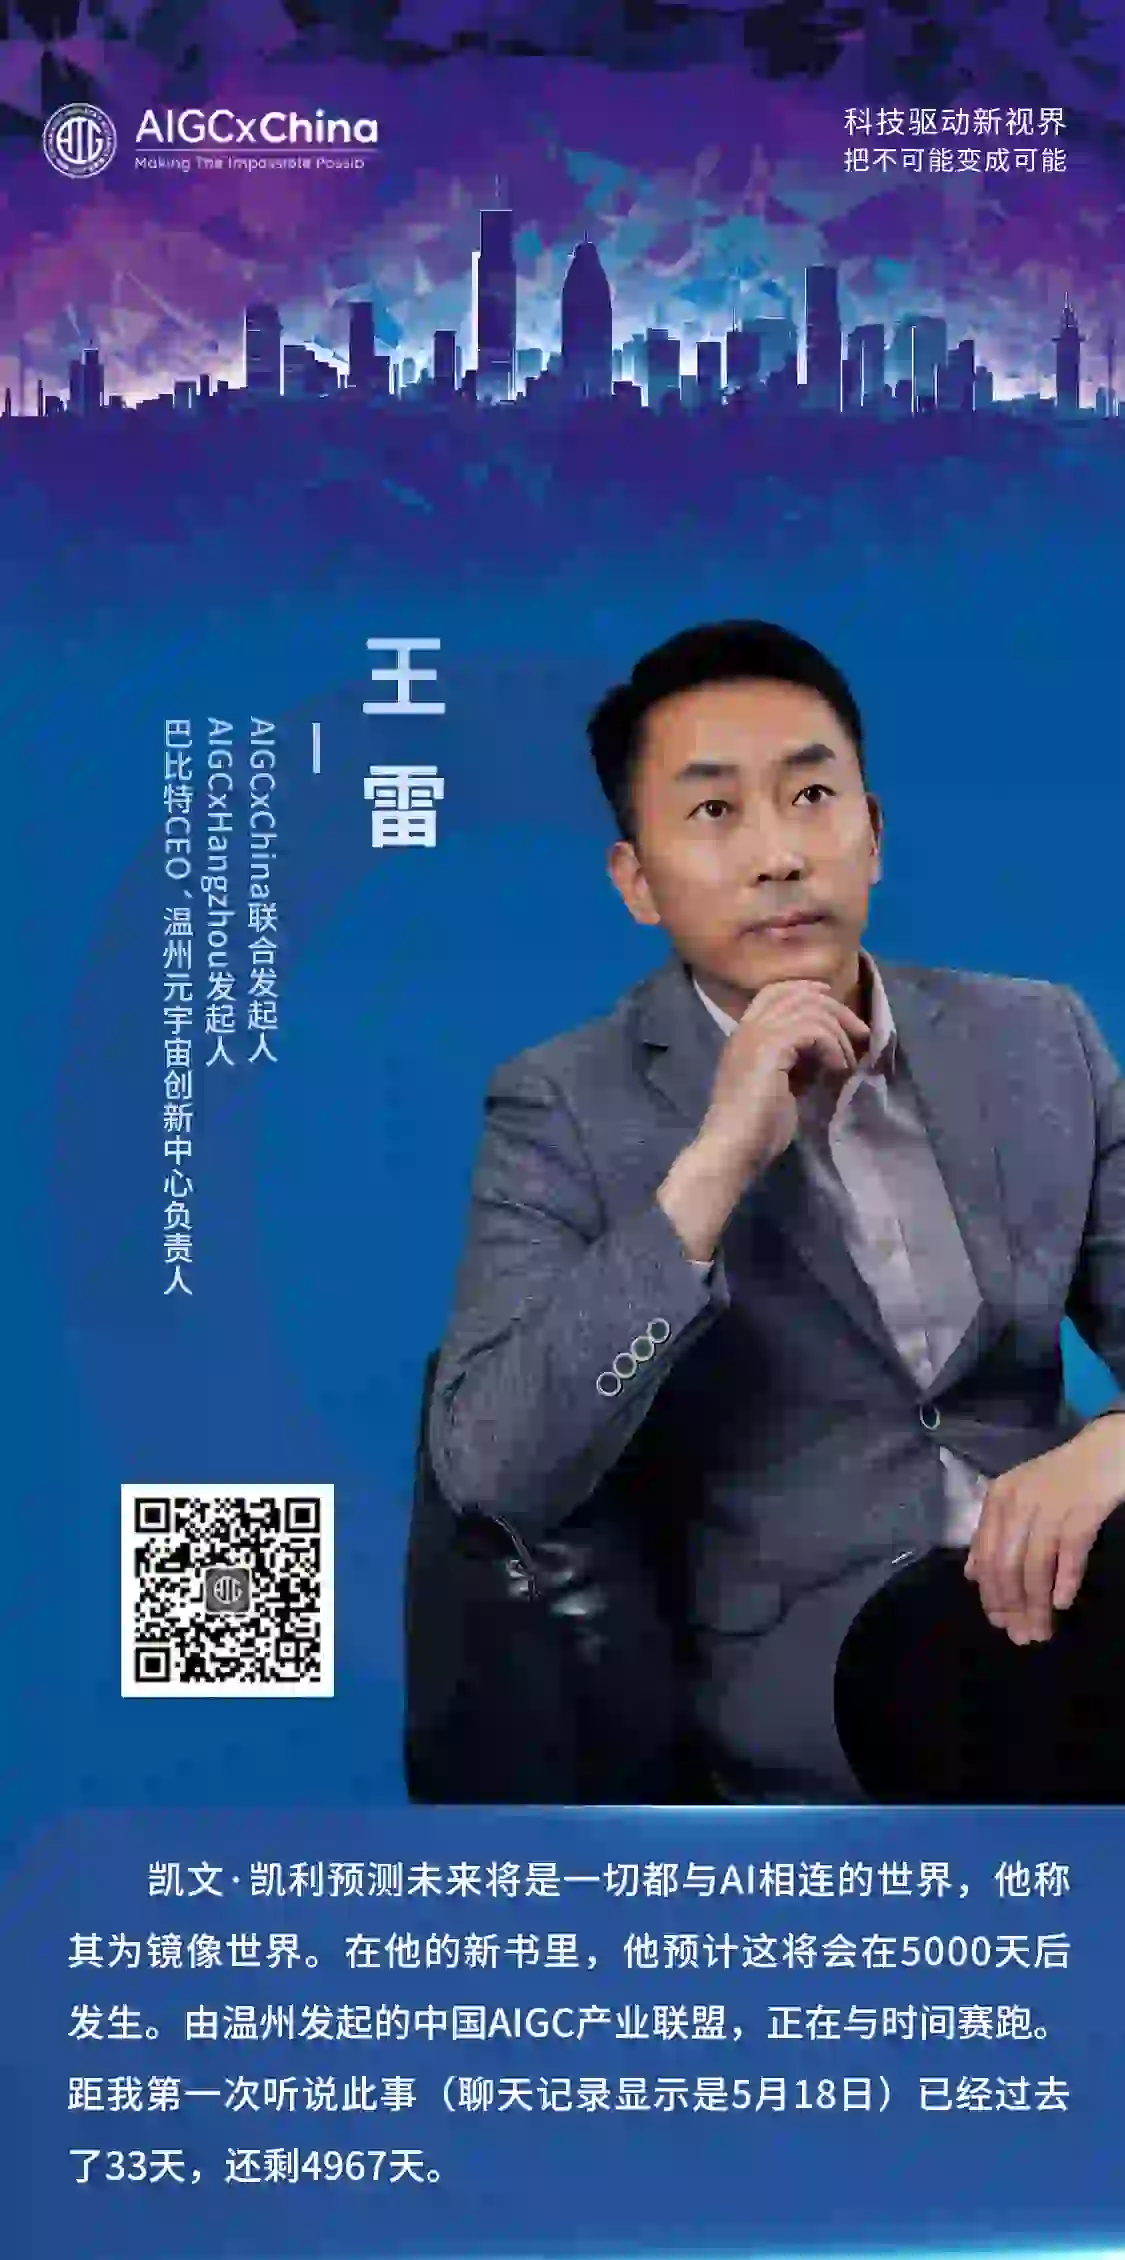 AIGCxChina
Making The Impossible Possib
科技驱动新视界
把不可能变成可能
王雷
AIGCxChina联合发起人
AIGCxHangzhou发起人
巴比特CEO、温州元宇宙创新中心负责人
凯文·凯利预测未来将是一切都与AI相连的世界，他称
其为镜像世界。在他的新书里，他预计这将会在5000天后
发生。由温州发起的中国AIGC产业联盟，正在与时间赛跑。
距我第一次听说此事（聊天记录显示是5月18日）已经过去
了33天，还剩4967天。